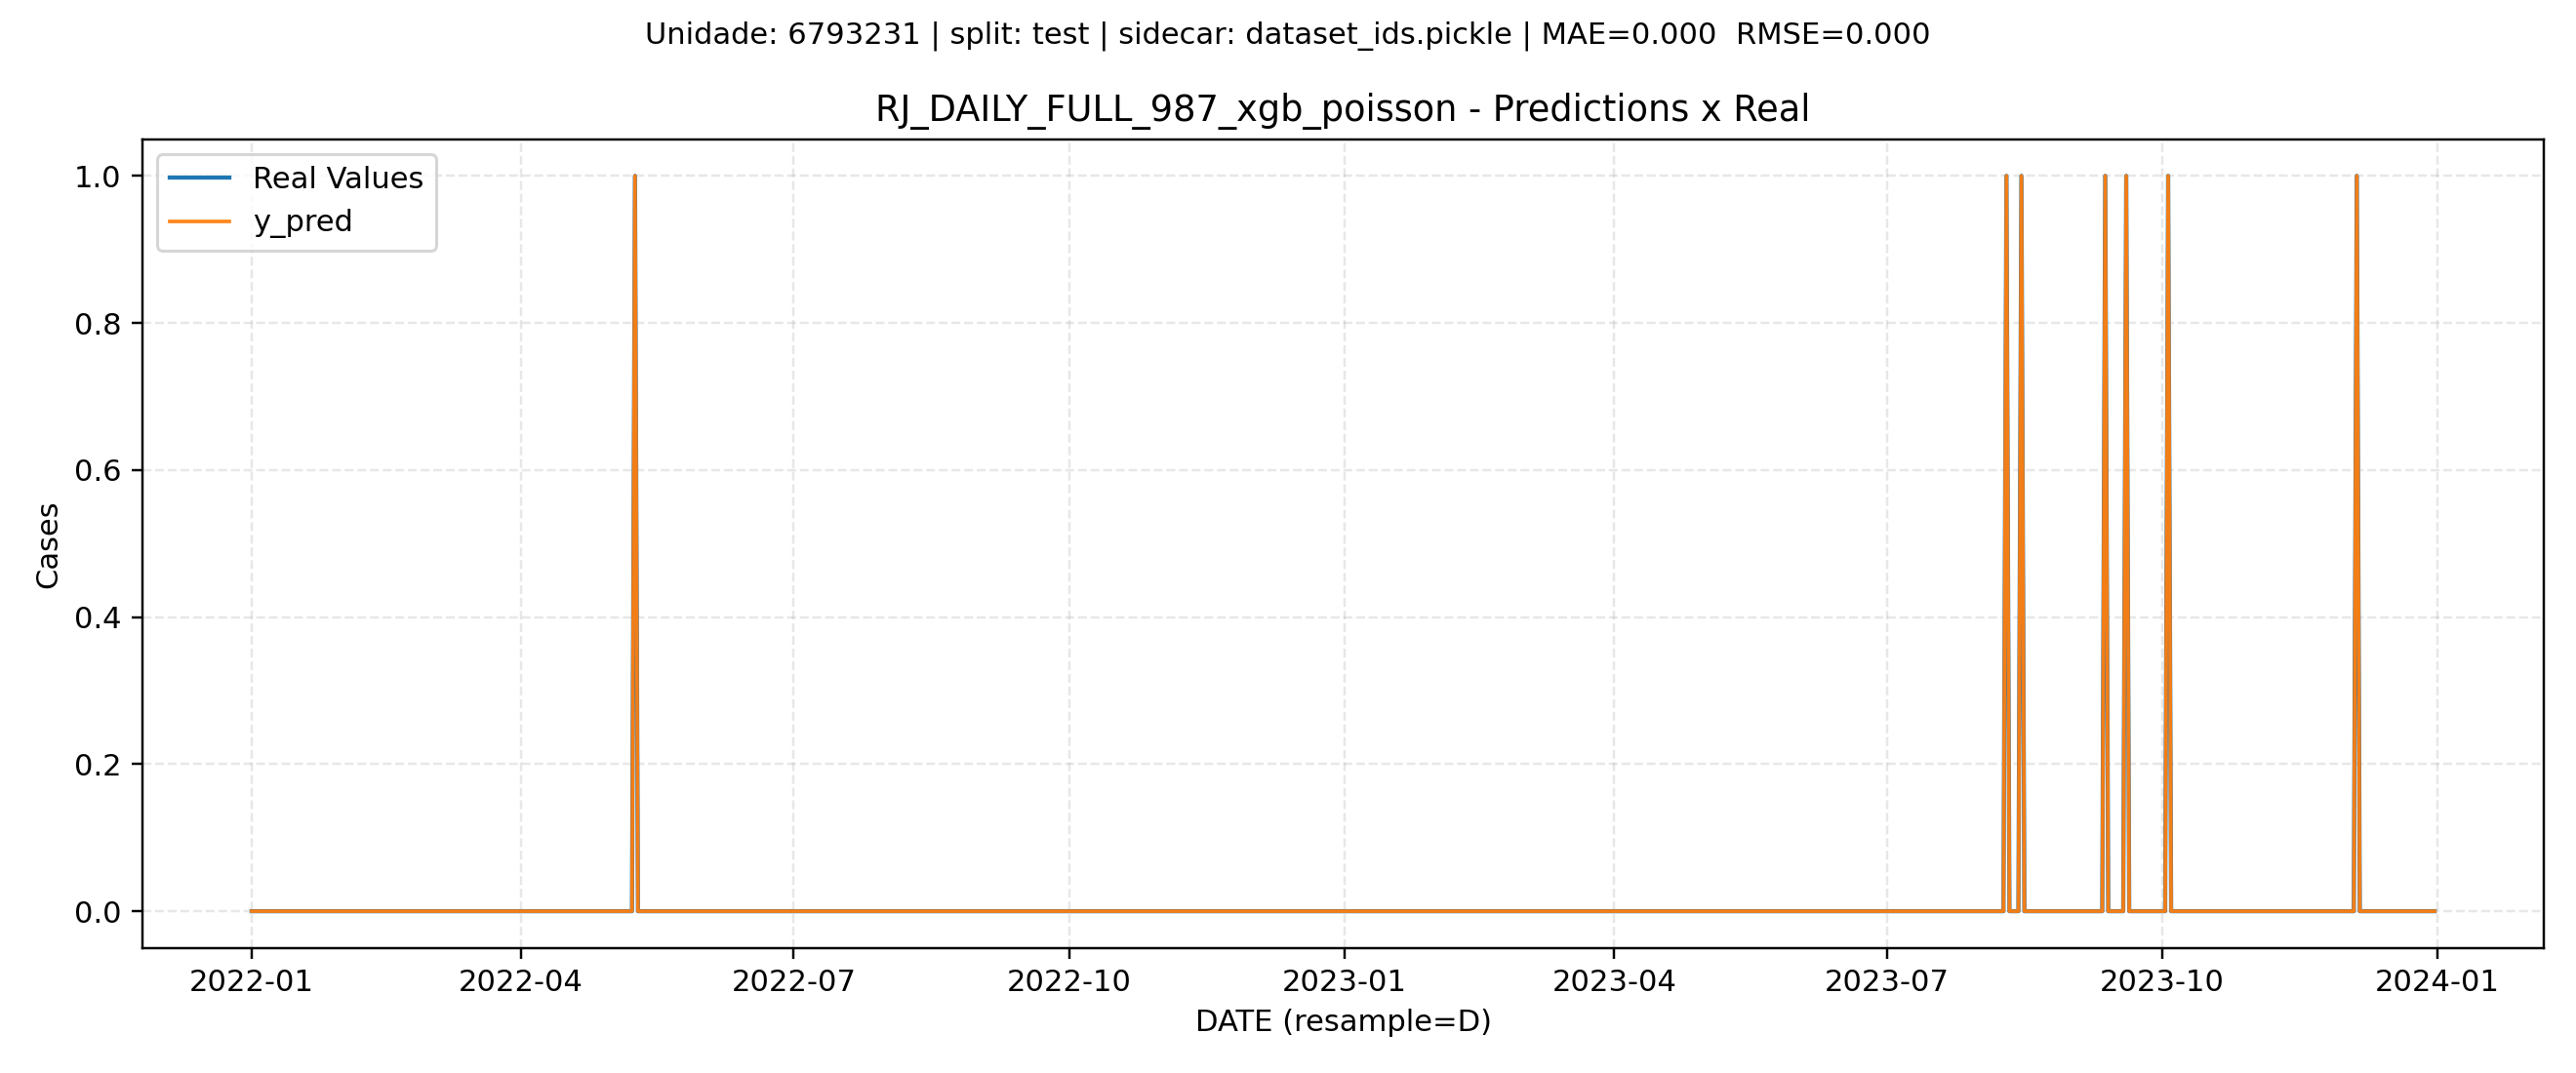 Unidade: 6793231 | split: test | sidecar: dataset_ids.pickle | MAE=0.000  RMSE=0.000
RJ_DAILY_FULL_987_xgb_poisson - Predictions x Real
Real Values
y_pred
1.0
0.8
0.6
0.4
0.2
0.0
Cases
2022-01 2022-04 2022-07 2022-10 2023-01 2023-04 2023-07 2023-10 2024-01
DATE (resample=D)